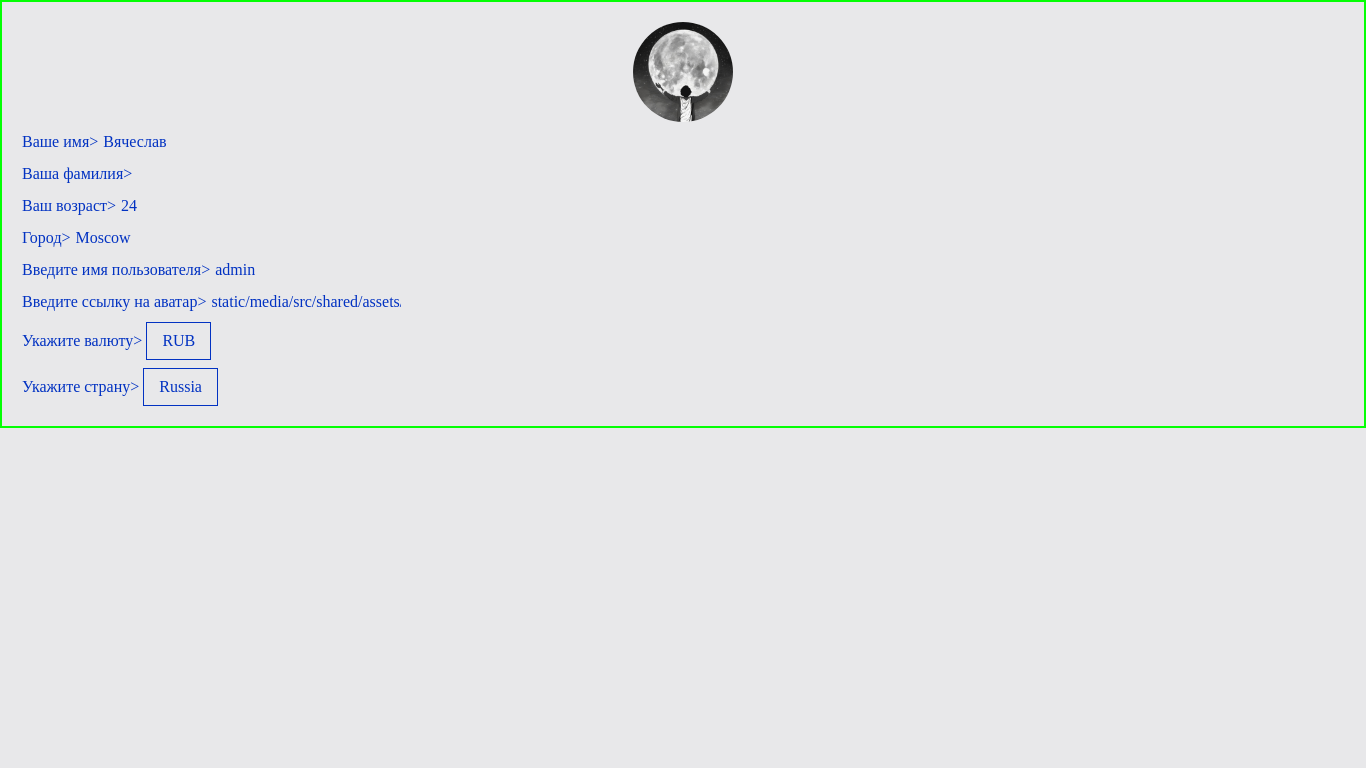 Ваше имя> Вячеслав
Ваша фамилия>
Ваш возраст> 24
Город> Moscow
Введите имя пользователя> admin
Введите ссылку на аватар> static/media/src/shared/assets
Укажите валюту> RUB
Укажите страну> Russia